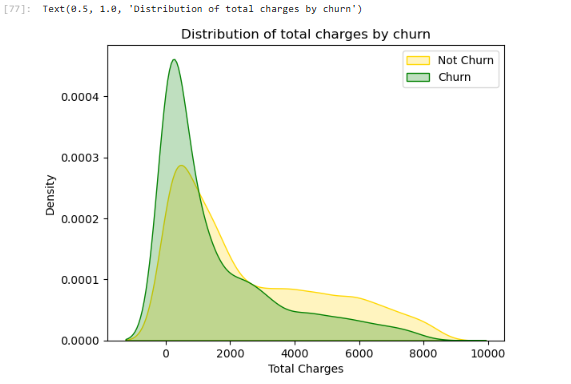 [77]: Text(0.5, 1.0, 'Distribution of total charges by churn')
Distribution of total charges by churn
Not Churn
Churn
0.0004
0.0003
0.0002
0.0001
0.0000
Density
0
2000
4000
6000
8000
10000
Total Charges